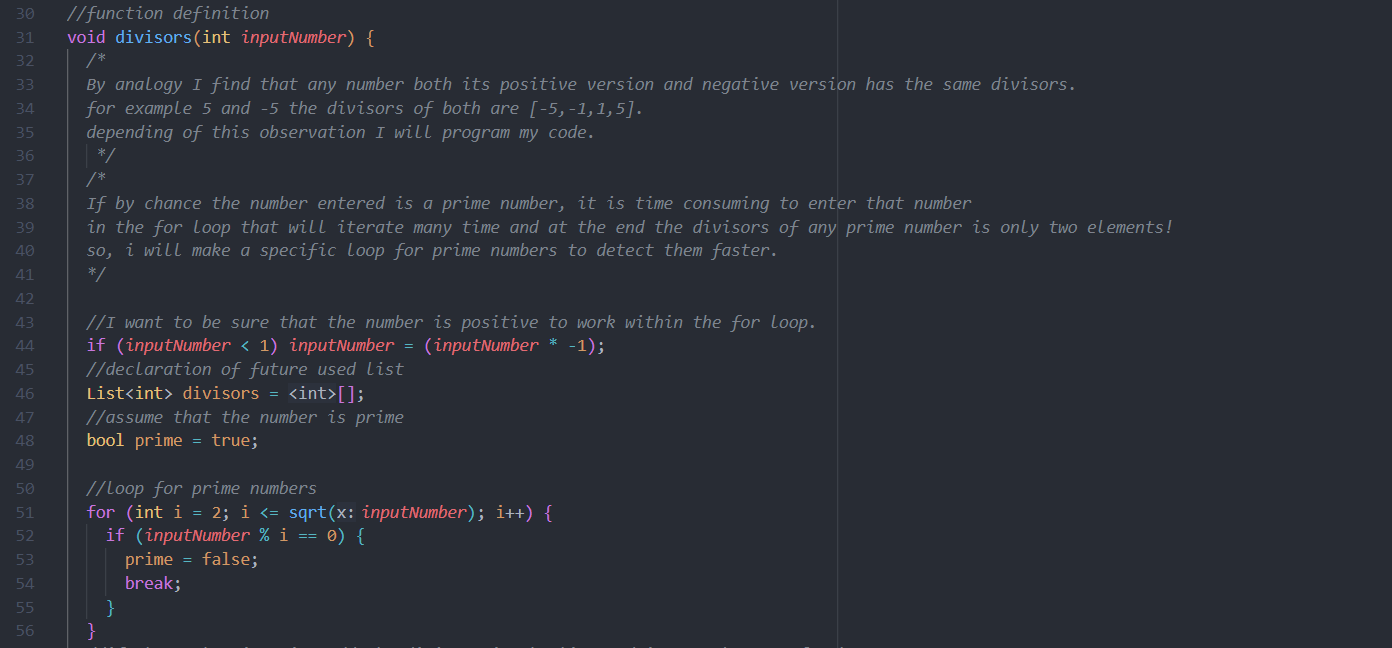 30 //function definition
31 void divisors(int inputNumber) {
32 /*
33 By analogy I find that any number both its positive version and negative version has the same divisors.
34 for example 5 and -5 the divisors of both are [-5,-1,1,5].
35 depending of this observation I will program my code.
36 */
37 /*
38 If by chance the number entered is a prime number, it is time consuming to enter that number
39 in the for loop that will iterate many time and at the end the divisors of any prime number is only two elements!
40 so, i will make a specific loop for prime numbers to detect them faster.
41 */
42
43 //I want to be sure that the number is positive to work within the for loop.
44 if (inputNumber < 1) inputNumber = (inputNumber * -1);
45 //declaration of future used list
46 List<int> divisors = <int>[];
47 //assume that the number is prime
48 bool prime = true;
49
50 //loop for prime numbers
51 for (int i = 2; i <= sqrt(x: inputNumber); i++) {
52 if (inputNumber % i == 0) {
53 prime = false;
54 break;
55 }
56 }